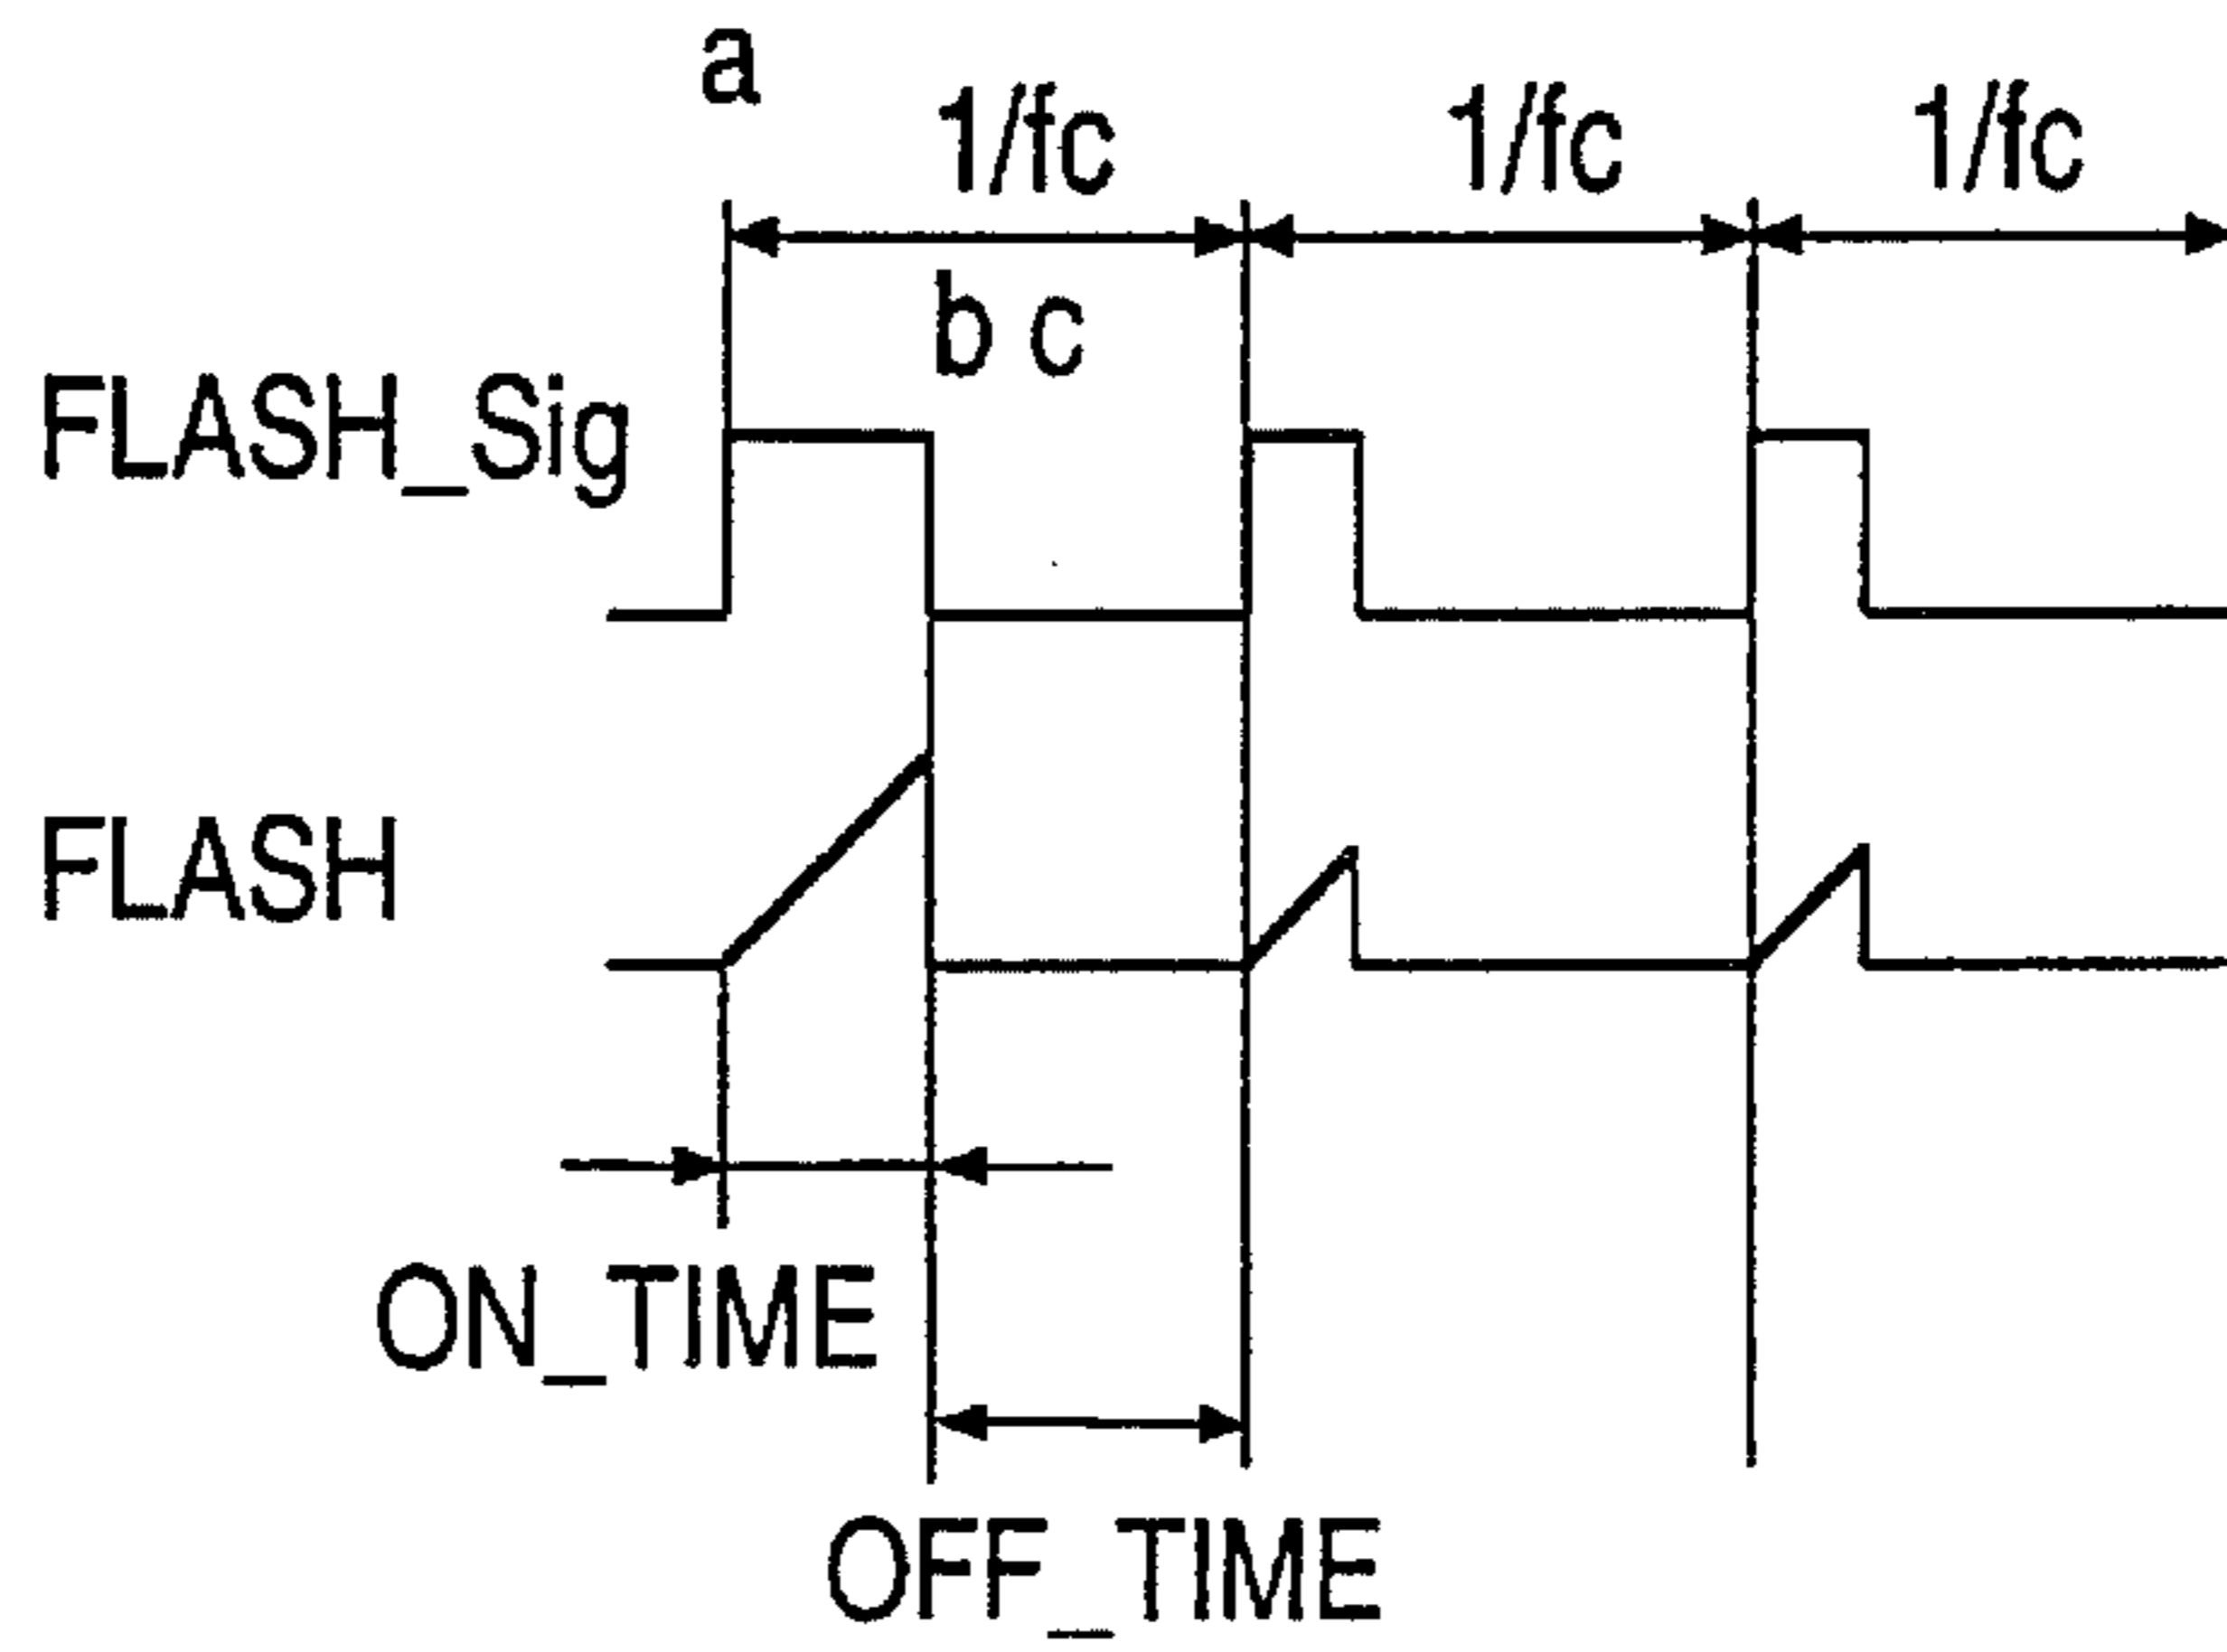 a
1/fc 1/fc 1/fc
b c
FLASH_Sig
FLASH
ON_TIME
OFF_TIME